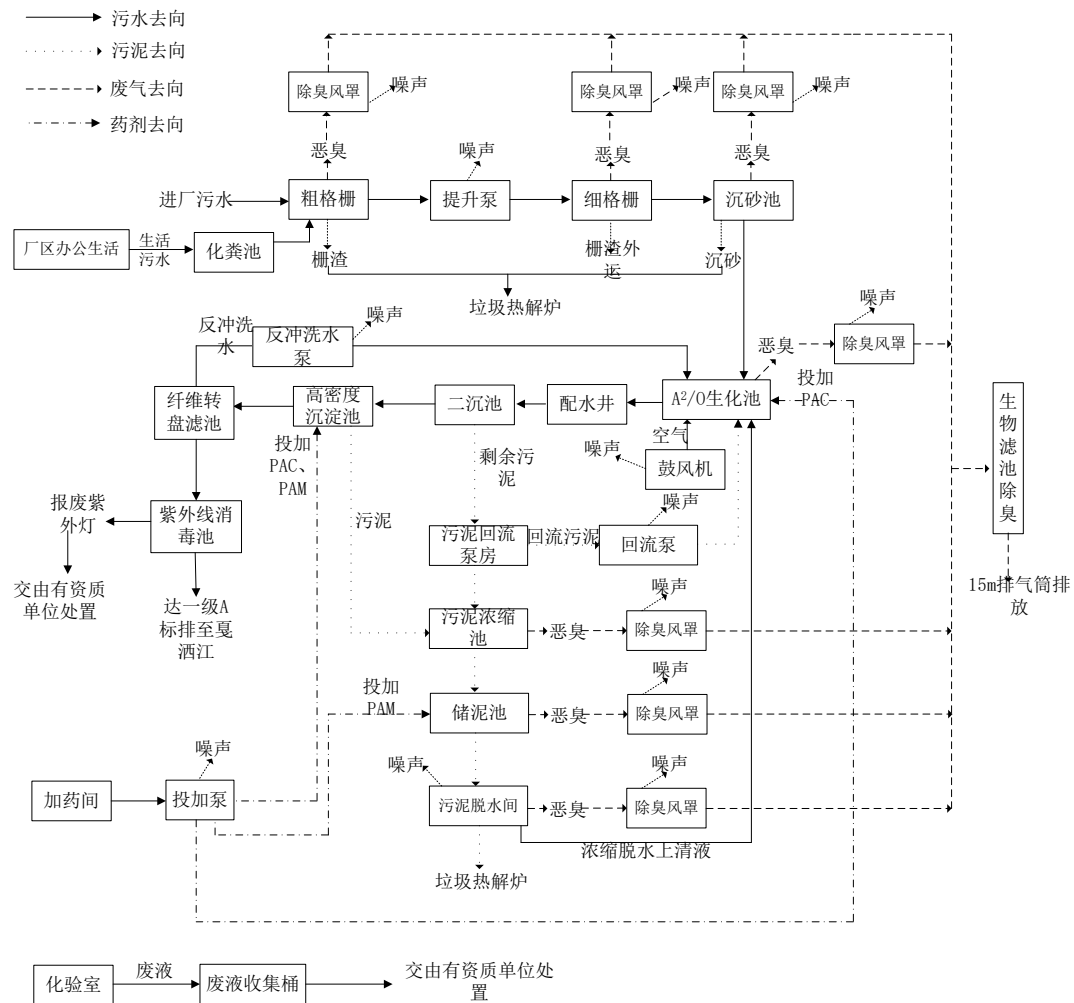 污水去向
污泥去向
废气去向
药剂去向
除臭风罩
噪声
除臭风罩
噪声
除臭风罩
噪声
恶臭
恶臭
恶臭
噪声
进厂污水
粗格栅
提升泵
细格栅
沉砂池
厂区办公生活
生活
污水
化粪池
栅渣
栅渣外
运
沉砂
垃圾热解炉
反冲洗
水
反冲洗水
泵
噪声
噪声
恶臭
除臭风罩
纤维转
盘滤池
高密度
沉淀池
二沉池
配水井
A²/O生化池
投加
PAC
生
物
滤
池
除
臭
空气
鼓风机
噪声
投加
PAC、
PAM
剩余污
泥
污泥
报废紫
外灯
紫外线消
毒池
污泥回流
泵房
回流污泥
回流泵
噪声
交由有资质
单位处置
达一级A
标排至戛
洒江
15m排气筒排
放
污泥浓缩
池
恶臭
除臭风罩
噪声
投加
PAM
储泥池
恶臭
除臭风罩
噪声
加药间
投加泵
噪声
噪声
污泥脱水间
恶臭
除臭风罩
噪声
浓缩脱水上清液
垃圾热解炉
化验室
废液
废液收集桶
交由有资质单位处
置